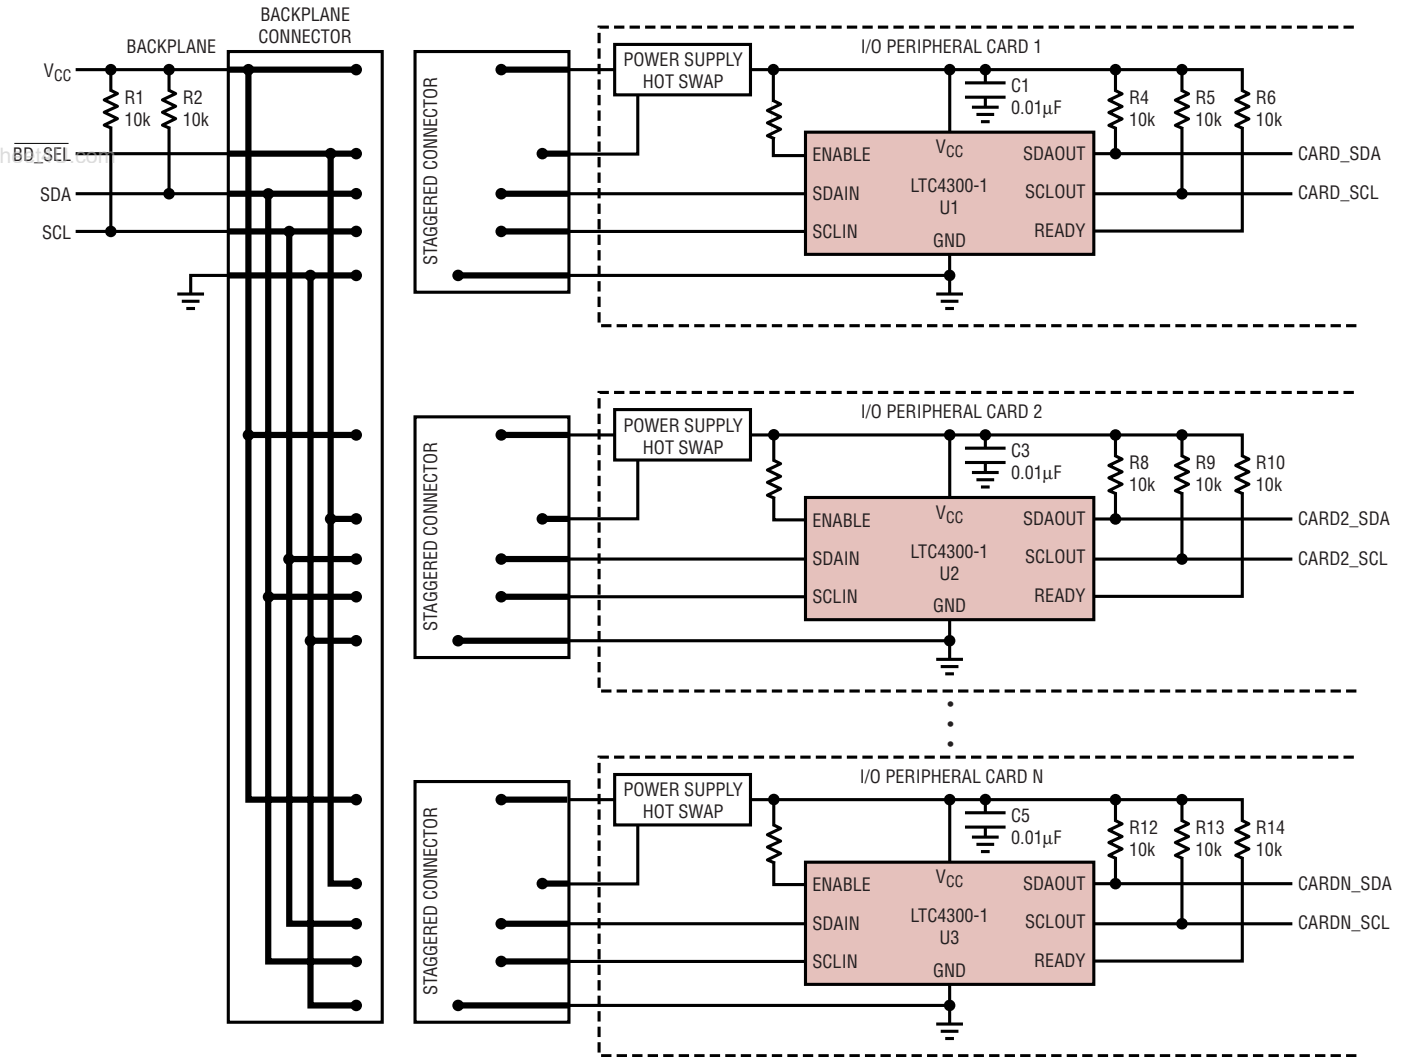 BACKPLANE
CONNECTOR
BACKPLANE
VCC
R1
10k
R2
10k
BD_SEL
SDA
SCL
STAGGERED CONNECTOR
POWER SUPPLY
HOT SWAP
I/O PERIPHERAL CARD 1
C1
0.01µF
R4
10k
R5
10k
R6
10k
ENABLE
VCC
SDAOUT
CARD_SDA
SDAIN
LTC4300-1
U1
SCLOUT
CARD_SCL
SCLIN
GND
READY
STAGGERED CONNECTOR
POWER SUPPLY
HOT SWAP
I/O PERIPHERAL CARD 2
C3
0.01µF
R8
10k
R9
10k
R10
10k
ENABLE
VCC
SDAOUT
CARD2_SDA
SDAIN
LTC4300-1
U2
SCLOUT
CARD2_SCL
SCLIN
GND
READY
STAGGERED CONNECTOR
POWER SUPPLY
HOT SWAP
I/O PERIPHERAL CARD N
C5
0.01µF
R12
10k
R13
10k
R14
10k
ENABLE
VCC
SDAOUT
CARDN_SDA
SDAIN
LTC4300-1
U3
SCLOUT
CARDN_SCL
SCLIN
GND
READY